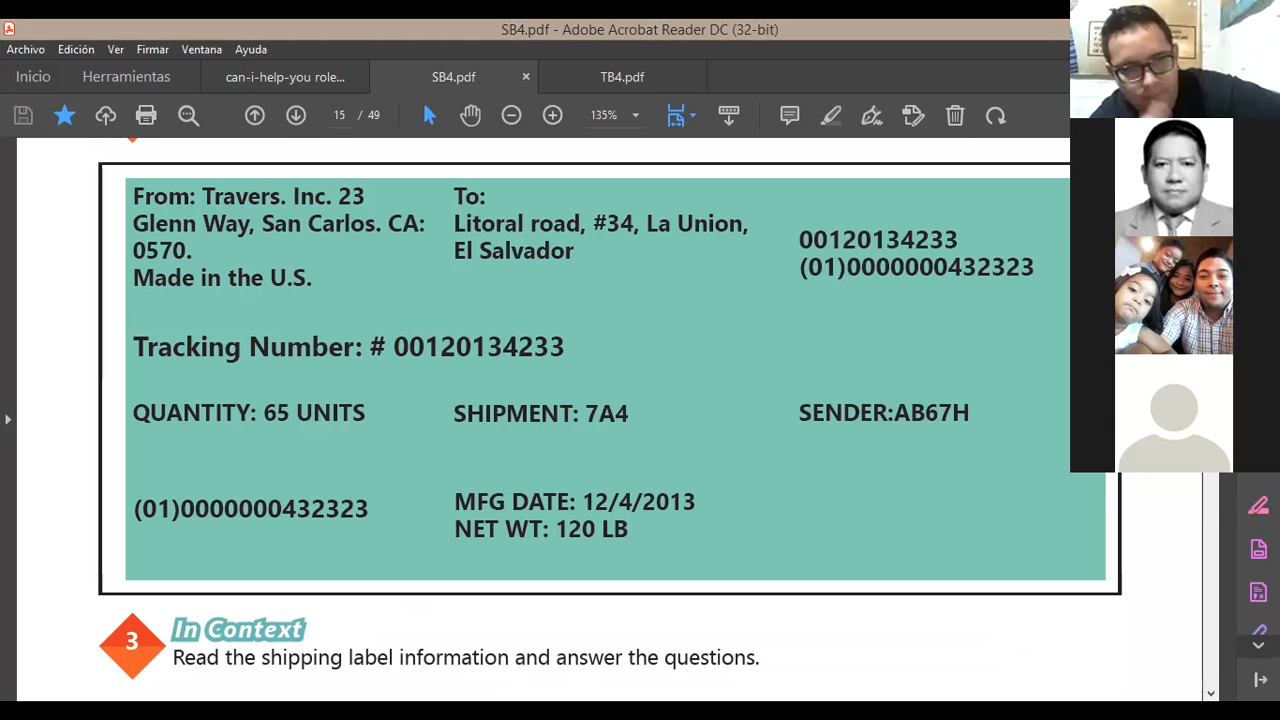 SB4.pdf - Adobe Acrobat Reader DC (32-bit)
Archivo Edición Ver Firmar Ventana Ayuda
Inicio Herramientas can-i-help-you role... SB4.pdf × TB4.pdf
15 / 49 135%
From: Travers. Inc. 23
Glenn Way, San Carlos. CA:
0570.
Made in the U.S.
To:
Litoral road, #34, La Union,
El Salvador
00120134233
(01)0000000432323
Tracking Number: # 00120134233
QUANTITY: 65 UNITS SHIPMENT: 7A4 SENDER:AB67H
(01)0000000432323
MFG DATE: 12/4/2013
NET WT: 120 LB
3 In Context
Read the shipping label information and answer the questions.